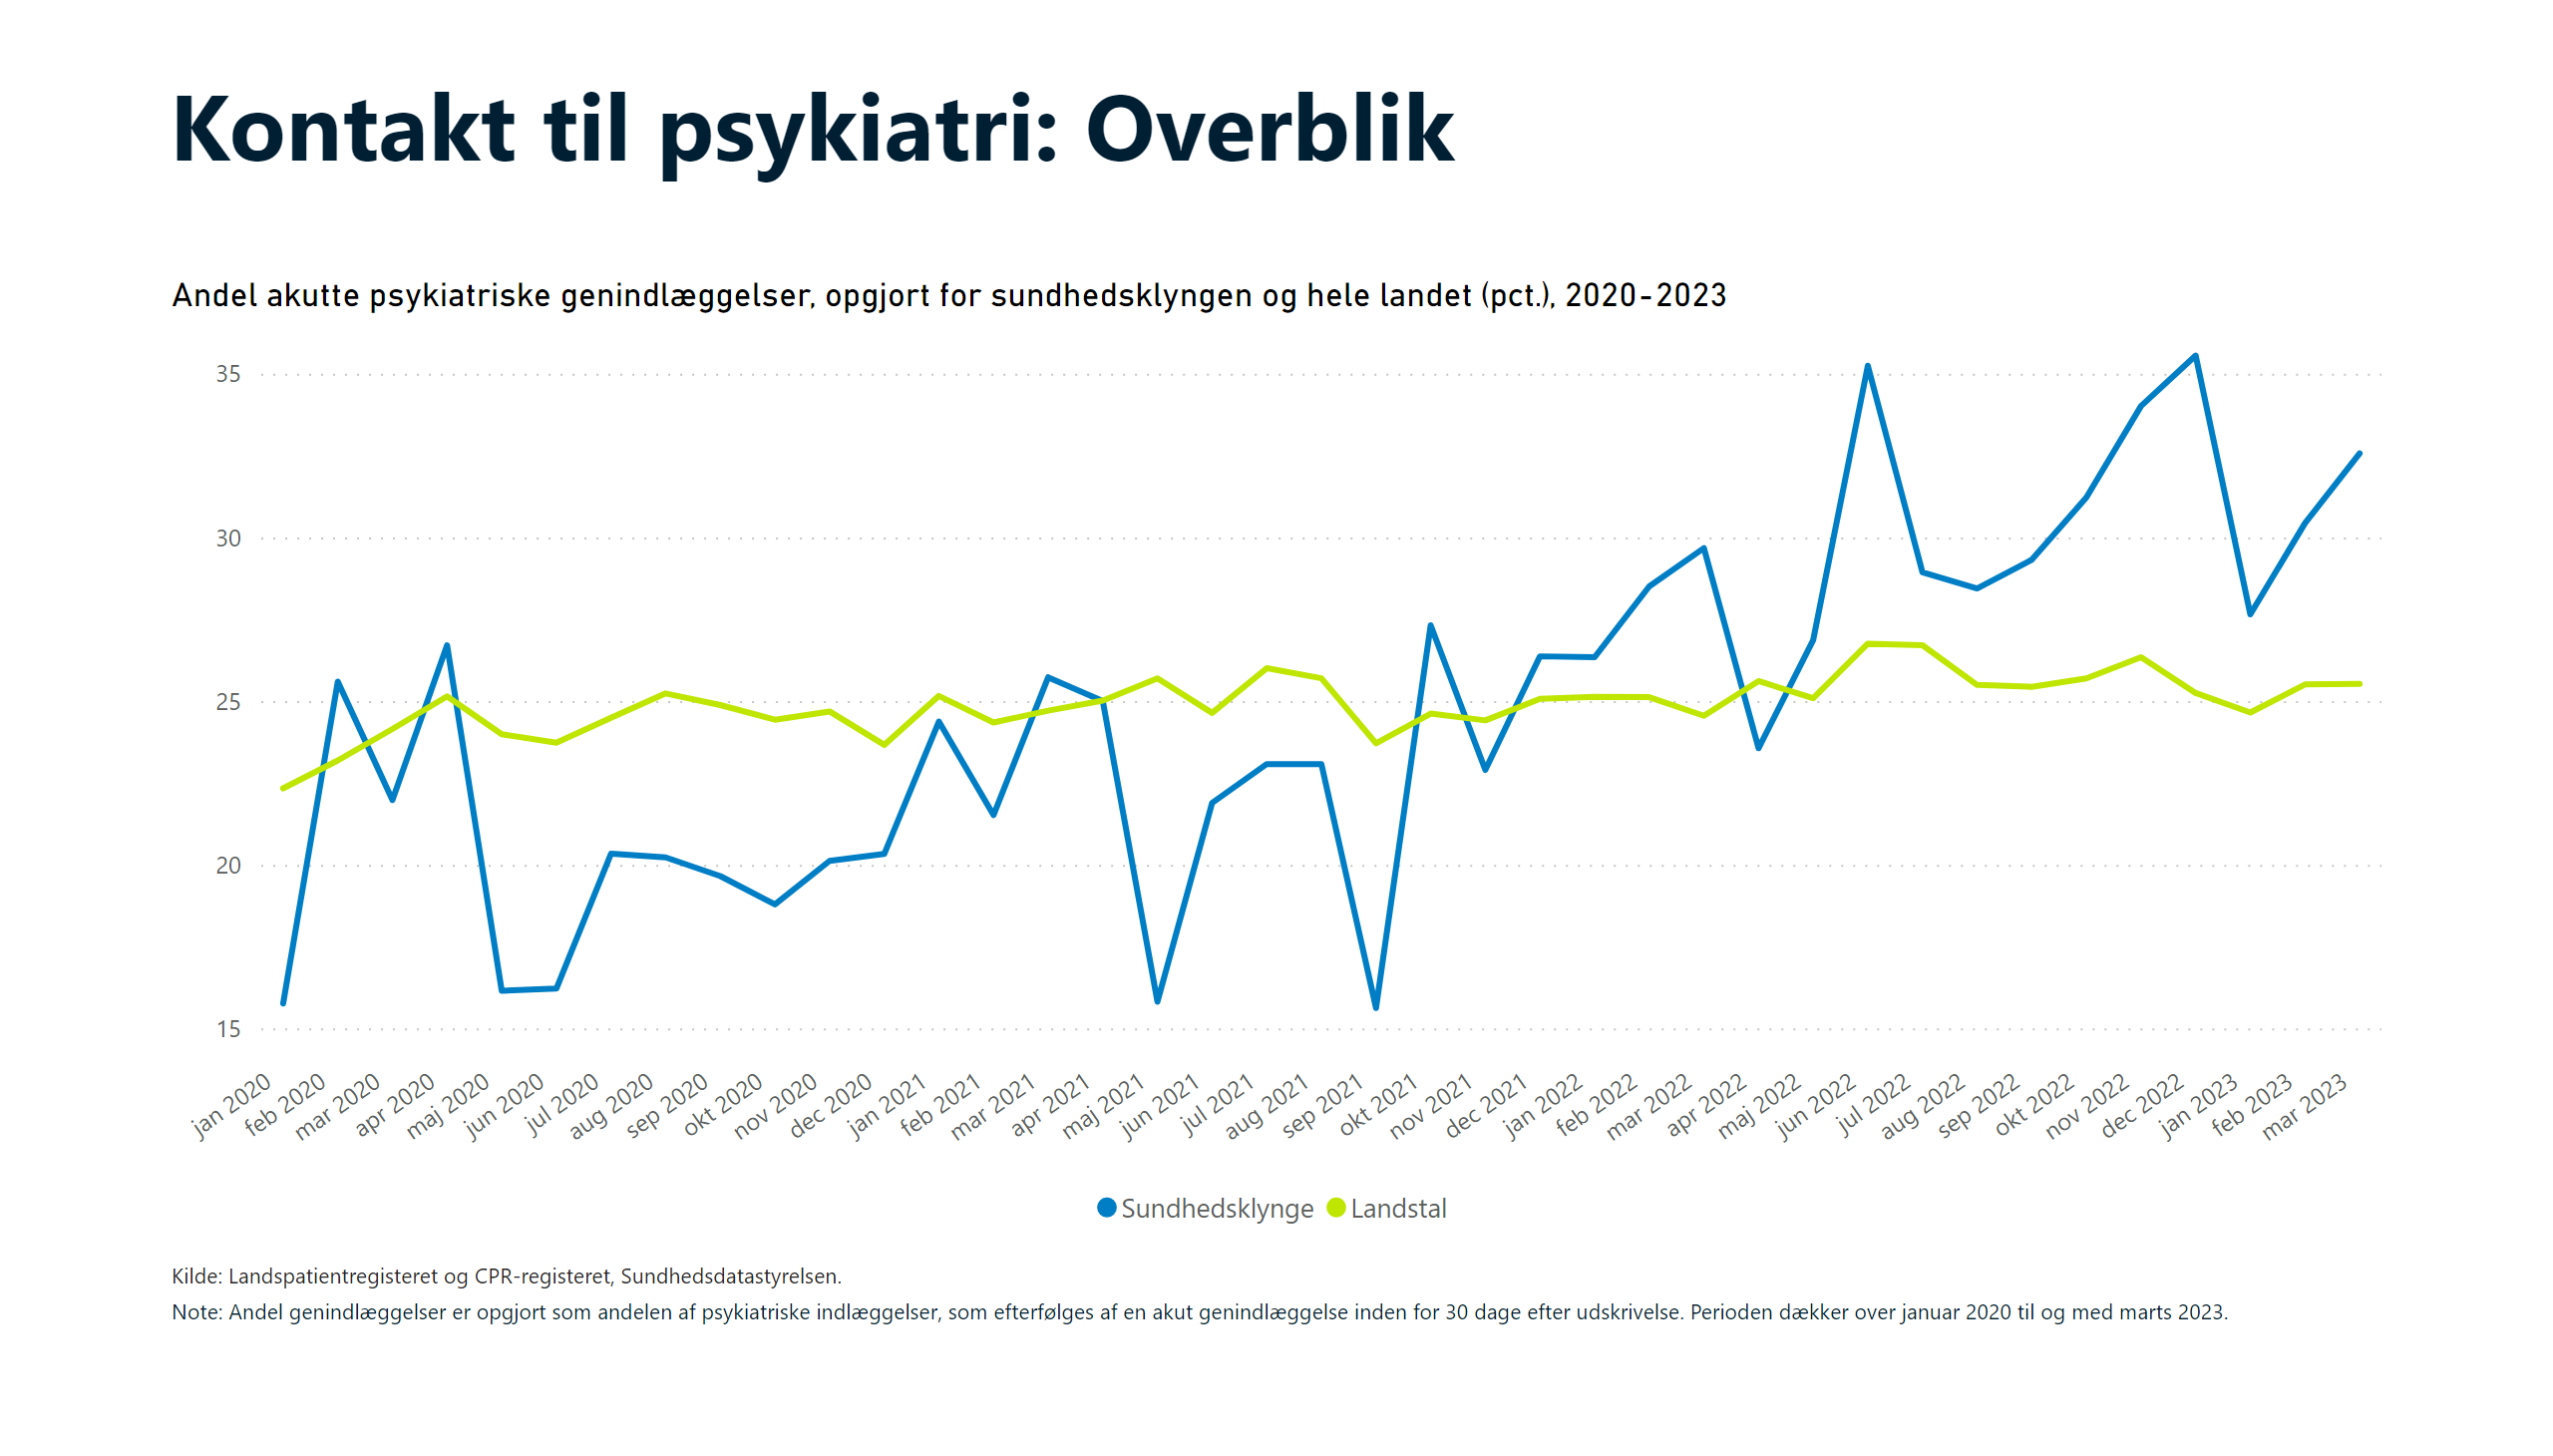 Kontakt til psykiatri: Overblik
Andel akutte psykiatriske genindlæggelser, opgjort for sundhedsklyngen og hele landet (pct.), 2020-2023
35
30
25
20
15
jan 2020
feb 2020
mar 2020
apr 2020
maj 2020
jun 2020
jul 2020
aug 2020
sep 2020
okt 2020
nov 2020
dec 2020
jan 2021
feb 2021
mar 2021
apr 2021
maj 2021
jun 2021
jul 2021
aug 2021
sep 2021
okt 2021
nov 2021
dec 2021
jan 2022
feb 2022
mar 2022
apr 2022
maj 2022
jun 2022
jul 2022
aug 2022
sep 2022
okt 2022
nov 2022
dec 2022
jan 2023
feb 2023
mar 2023
Sundhedsklynge Landstal
Kilde: Landspatientregisteret og CPR-registeret, Sundhedsdatastyrelsen.
Note: Andel genindlæggelser er opgjort som andelen af psykiatriske indlæggelser, som efterfølges af en akut genindlæggelse inden for 30 dage efter udskrivelse. Perioden dækker over januar 2020 til og med marts 2023.